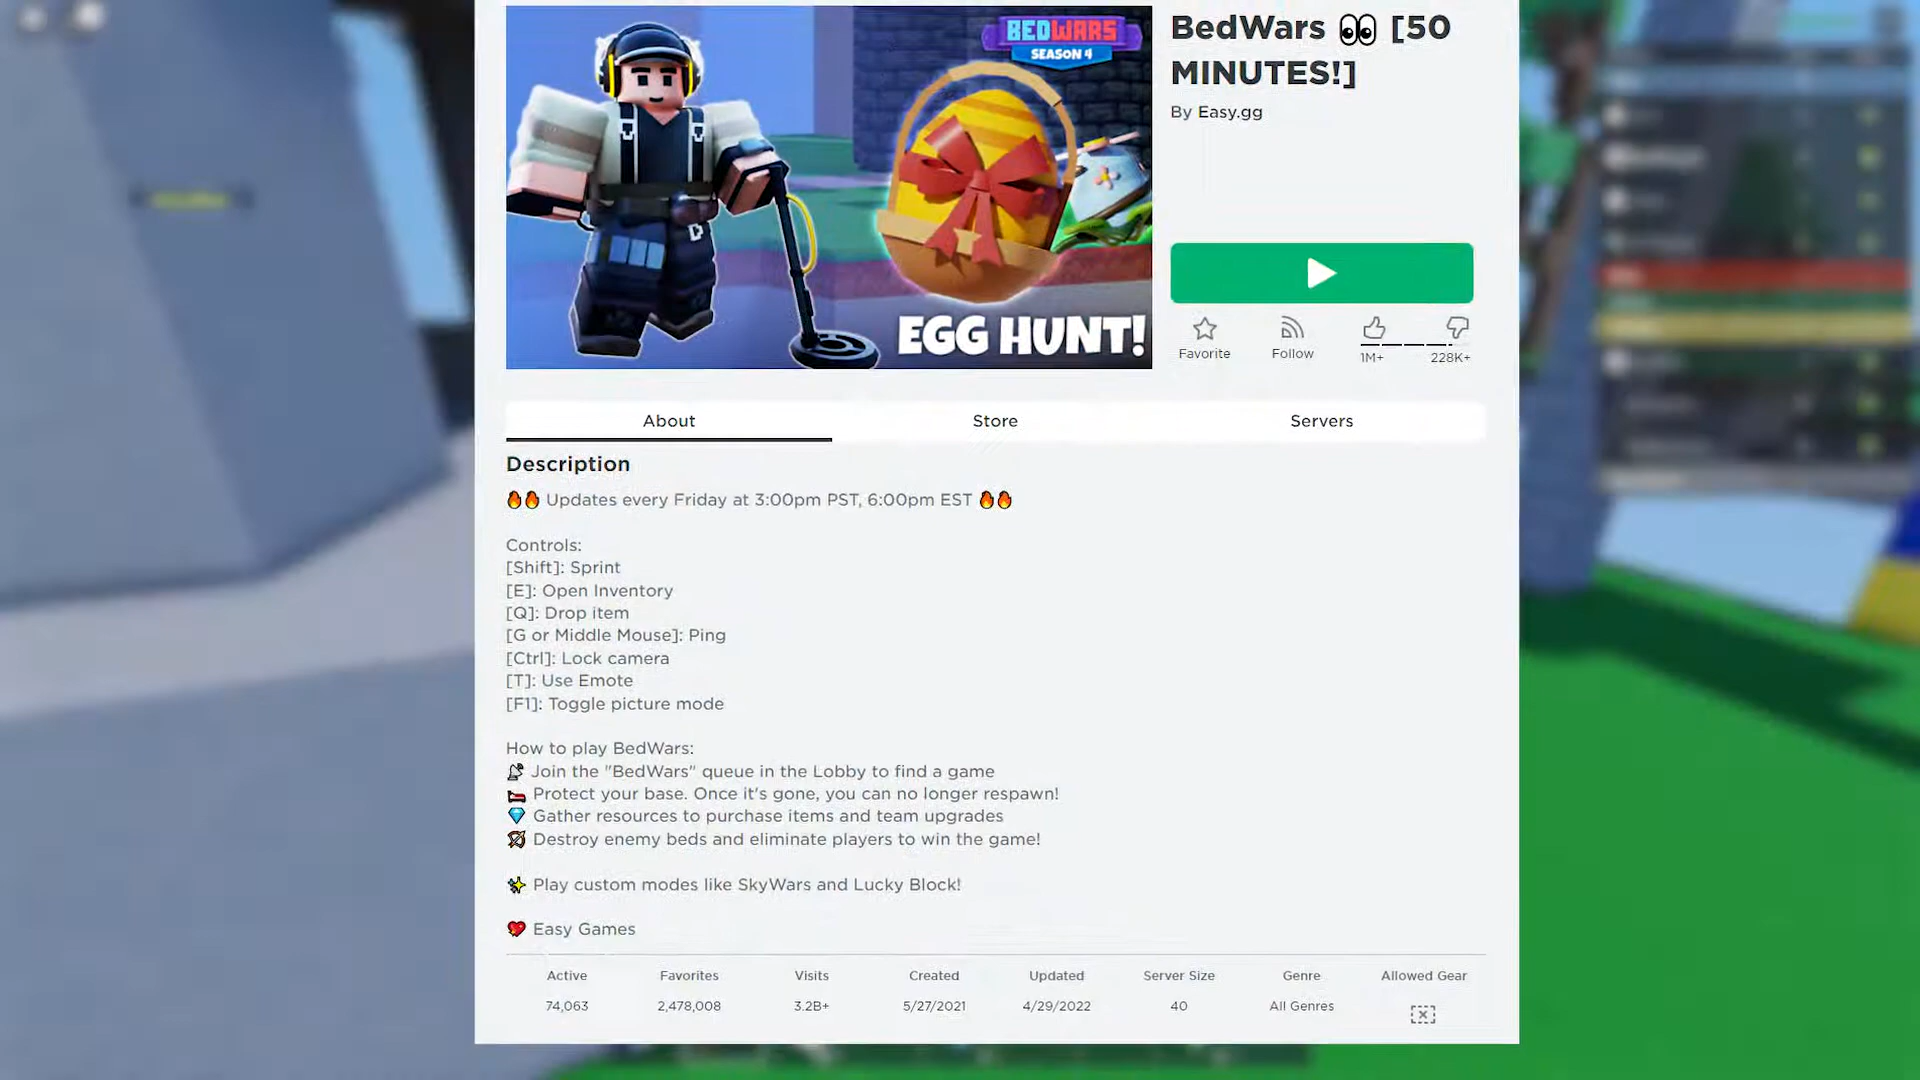 BEDWARS
SEASON 4
EGG HUNT!
BedWars 👀 [50
MINUTES!]
By Easy.gg
Favorite
Follow
1M+
228K+
About
Store
Servers
Description
🔥🔥 Updates every Friday at 3:00pm PST, 6:00pm EST 🔥🔥
Controls:
[Shift]: Sprint
[E]: Open Inventory
[Q]: Drop item
[G or Middle Mouse]: Ping
[Ctrl]: Lock camera
[T]: Use Emote
[F1]: Toggle picture mode
How to play BedWars:
📡 Join the "BedWars" queue in the Lobby to find a game
🛏️ Protect your base. Once it's gone, you can no longer respawn!
💎 Gather resources to purchase items and team upgrades
🏹 Destroy enemy beds and eliminate players to win the game!
✨ Play custom modes like SkyWars and Lucky Block!
💖 Easy Games
Active
Favorites
Visits
Created
Updated
Server Size
Genre
Allowed Gear
74,063
2,478,008
3.2B+
5/27/2021
4/29/2022
40
All Genres